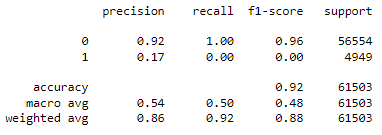 precision recall f1-score support
0 0.92 1.00 0.96 56554
1 0.17 0.00 0.00 4949
accuracy 0.92 61503
macro avg 0.54 0.50 0.48 61503
weighted avg 0.86 0.92 0.88 61503